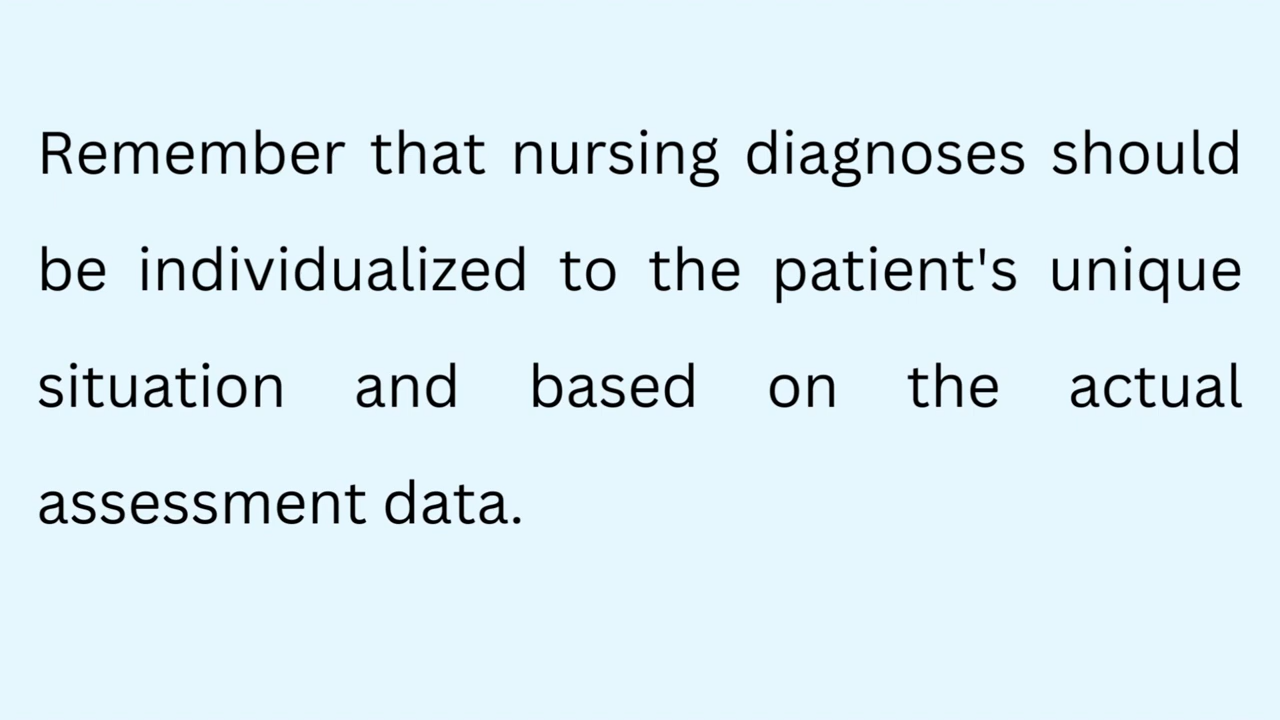 Remember that nursing diagnoses should
be individualized to the patient's unique
situation and based on the actual
assessment data.